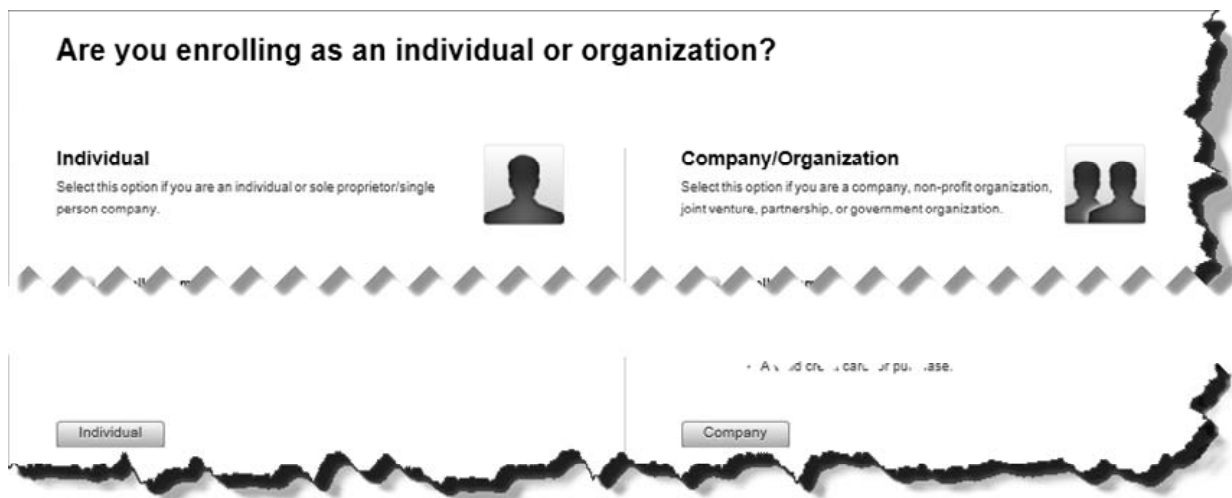 Are you enrolling as an individual or organization?
Individual
Select this option if you are an individual or sole proprietor/single
person company.
Company/Organization
Select this option if you are a company, non-profit organization,
joint venture, partnership, or government organization.
A
Individual
Company